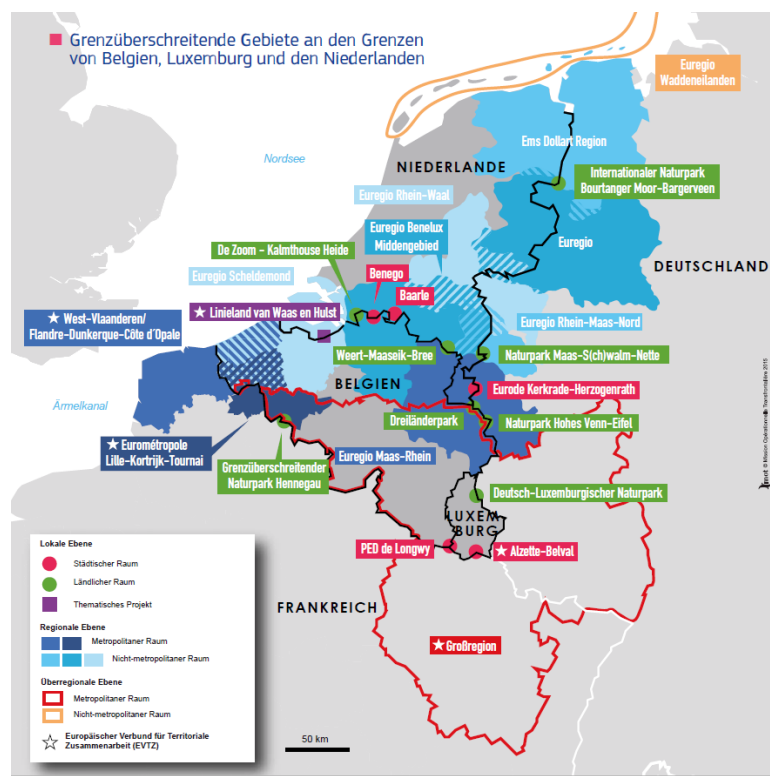 Grenzüberschreitende Gebiete an den Grenzen
von Belgien, Luxemburg und den Niederlanden
Euregio
Waddeneilanden
Nordsee
Ems Dollart Region
NIEDERLANDE
Internationaler Naturpark
Bourtanger Moor-Bargerveen
Euregio Rhein-Waal
Euregio Benelux
Middengebied
Euregio
De Zoom - Kalmthouse Heide
Benego
DEUTSCHLAND
Euregio Scheldemond
Baarle
West-Vlaanderen/
Flandre-Dunkerque-Côte d'Opale
Linieland van Waas en Hulst
Euregio Rhein-Maas-Nord
Weert-Maaseik-Bree
Naturpark Maas-S(ch)walm-Nette
BELGIEN
Eurode Kerkrade-Herzogenrath
Ärmelkanal
Dreiländerpark
Naturpark Hohes Venn-Eifel
Eurométropole
Lille-Kortrijk-Tournai
Grenzüberschreitender
Naturpark Hennegau
Euregio Maas-Rhein
Deutsch-Luxemburgischer Naturpark
LUXEM
BURG
PED de Longwy
Alzette-Belval
FRANKREICH
Großregion
Lokale Ebene
Städtischer Raum
Ländlicher Raum
Thematisches Projekt
Regionale Ebene
Metropolitaner Raum
Nicht-metropolitaner Raum
Überregionale Ebene
Metropolitaner Raum
Nicht-metropolitaner Raum
Europäischer Verbund für Territoriale
Zusammenarbeit (EVTZ)
50 km
© Mission Opérationnelle Transfrontalière 2015